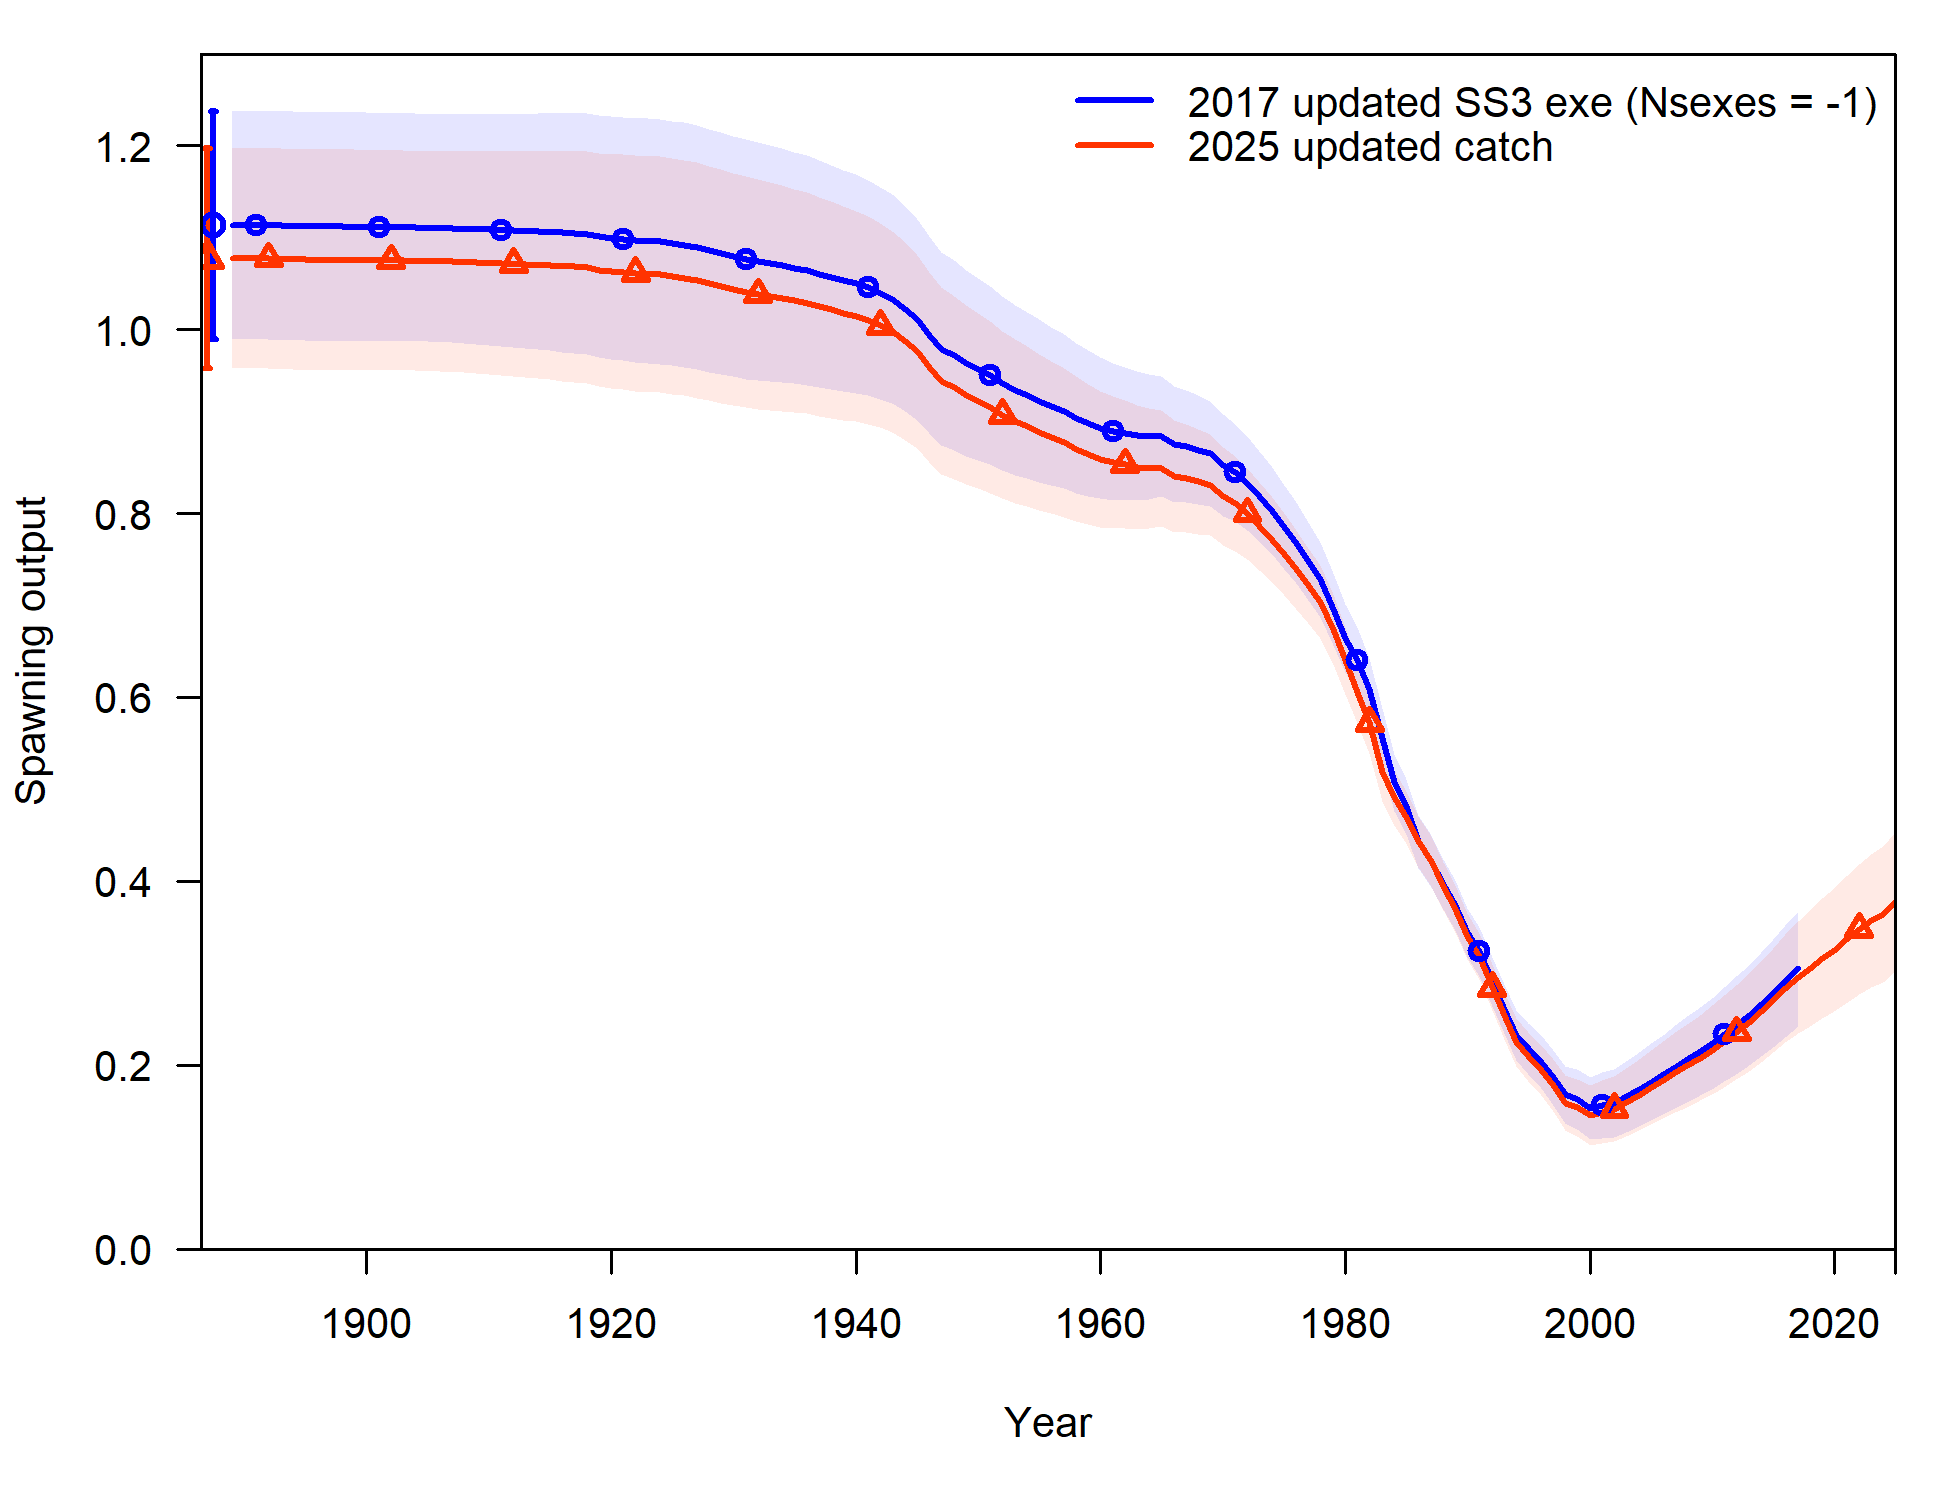 2017 updated SS3 exe (Nsexes = -1)
2025 updated catch
Spawning output
1.2
1.0
0.8
0.6
0.4
0.2
0.0
1900 1920 1940 1960 1980 2000 2020
Year